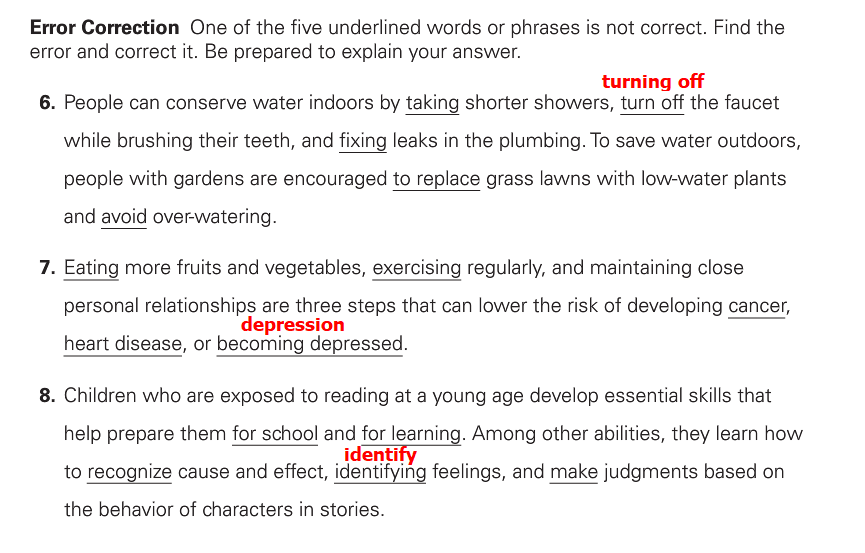 Error Correction One of the five underlined words or phrases is not correct. Find the
error and correct it. Be prepared to explain your answer.
turning off
6. People can conserve water indoors by taking shorter showers, turn off the faucet
while brushing their teeth, and fixing leaks in the plumbing. To save water outdoors,
people with gardens are encouraged to replace grass lawns with low-water plants
and avoid over-watering.
7. Eating more fruits and vegetables, exercising regularly, and maintaining close
personal relationships are three steps that can lower the risk of developing cancer,
depression
heart disease, or becoming depressed.
8. Children who are exposed to reading at a young age develop essential skills that
help prepare them for school and for learning. Among other abilities, they learn how
identify
to recognize cause and effect, identifying feelings, and make judgments based on
the behavior of characters in stories.